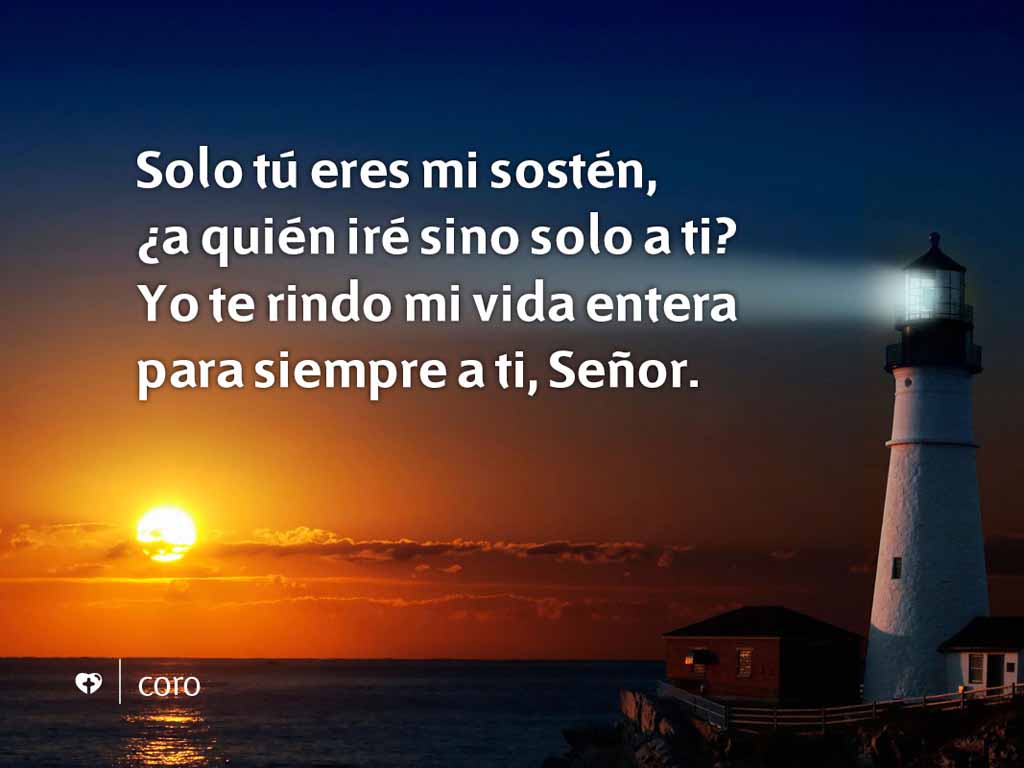 Solo tú eres mi sostén,
¿a quién iré sino solo a ti?
Yo te rindo mi vida entera
para siempre a ti, Señor.
coro